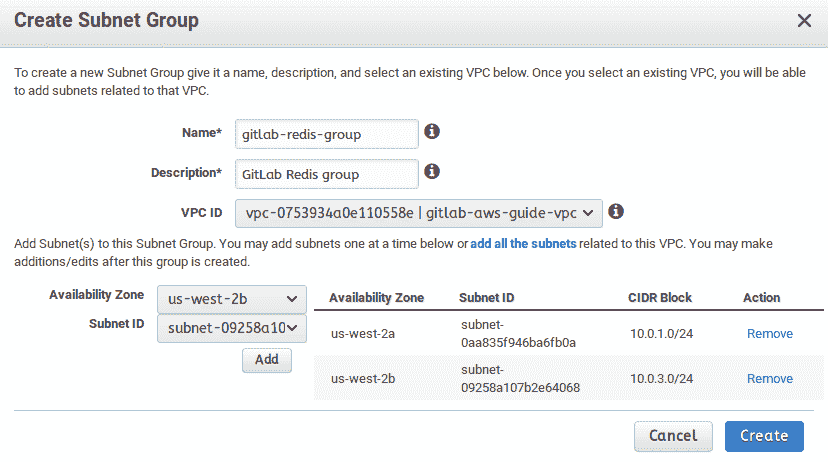 Create Subnet Group
To create a new Subnet Group give it a name, description, and select an existing VPC below. Once you select an existing VPC, you will be able
to add subnets related to that VPC.
Name*
gitlab-redis-group
Description*
GitLab Redis group
VPC ID
vpc-0753934a0e110558e | gitlab-aws-guide-vpc
Add Subnet(s) to this Subnet Group. You may add subnets one at a time below or add all the subnets related to this VPC. You may make
additions/edits after this group is created.
Availability Zone
us-west-2b
Subnet ID
subnet-09258a10
Add
Availability Zone Subnet ID CIDR Block Action
us-west-2a subnet-
0aa835f946ba6fb0a 10.0.1.0/24 Remove
us-west-2b subnet-
09258a107b2e64068 10.0.3.0/24 Remove
Cancel Create